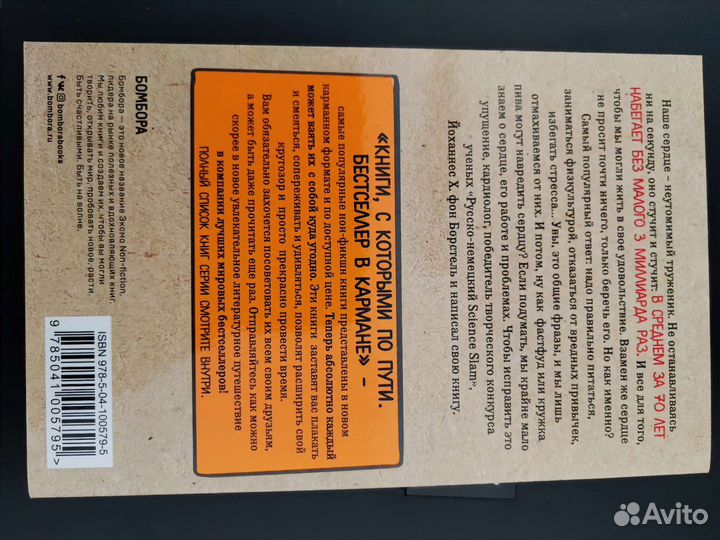 Наше сердце – неутомимый труженик. Не останавливаясь
ни на секунду, оно стучит и стучит: В СРЕДНЕМ ЗА 70 ЛЕТ
НАБЕГАЕТ БЕЗ МАЛОГО 3 МИЛЛИАРДА РАЗ. И все для того,
чтобы мы могли жить в свое удовольствие. Взамен же сердце
не просит почти ничего, только беречь его. Но как именно?
Самый популярный ответ: надо правильно питаться,
заниматься физкультурой, отказаться от вредных привычек,
избегать стресса... Увы, это общие фразы, и мы лишь
отмахиваемся от них. И потом, ну как фастфуд или кружка
пива могут навредить сердцу? Если подумать, мы крайне мало
знаем о сердце, его работе и проблемах. Чтобы исправить это
упущение, кардиолог, победитель творческого конкурса
ученых «Русско-немецкий Science Slam»,
Йоханнес Х. фон Борстель и написал свою книгу.
«КНИГИ, С КОТОРЫМИ ПО ПУТИ.
БЕСТСЕЛЛЕР В КАРМАНЕ» –
самые популярные нон-фикшн книги представлены в новом
карманном формате и по доступной цене. Теперь абсолютно каждый
может взять их с собой куда угодно. Эти книги заставят вас плакать
и смеяться, сопереживать и удивляться, позволят расширить свой
кругозор и просто прекрасно провести время.
Вам обязательно захочется посоветовать их всем своим друзьям,
а может быть даже прочитать еще раз. Отправляйтесь как можно
скорее в новое увлекательное литературное путешествие
в компании лучших мировых бестселлеров!
ПОЛНЫЙ СПИСОК КНИГ СЕРИИ СМОТРИТЕ ВНУТРИ.
БОМБОРА
Бомбора – это новое название Эксмо Non-fiction,
лидера на рынке полезных и вдохновляющих книг.
Мы любим книги и создаем их, чтобы вы могли
творить, открывать мир, пробовать новое, расти.
Быть счастливыми. Быть на волне.
bomborabooks
www.bombora.ru
ISBN 978-5-04-100579-5
9 785041 005795 >
Avito